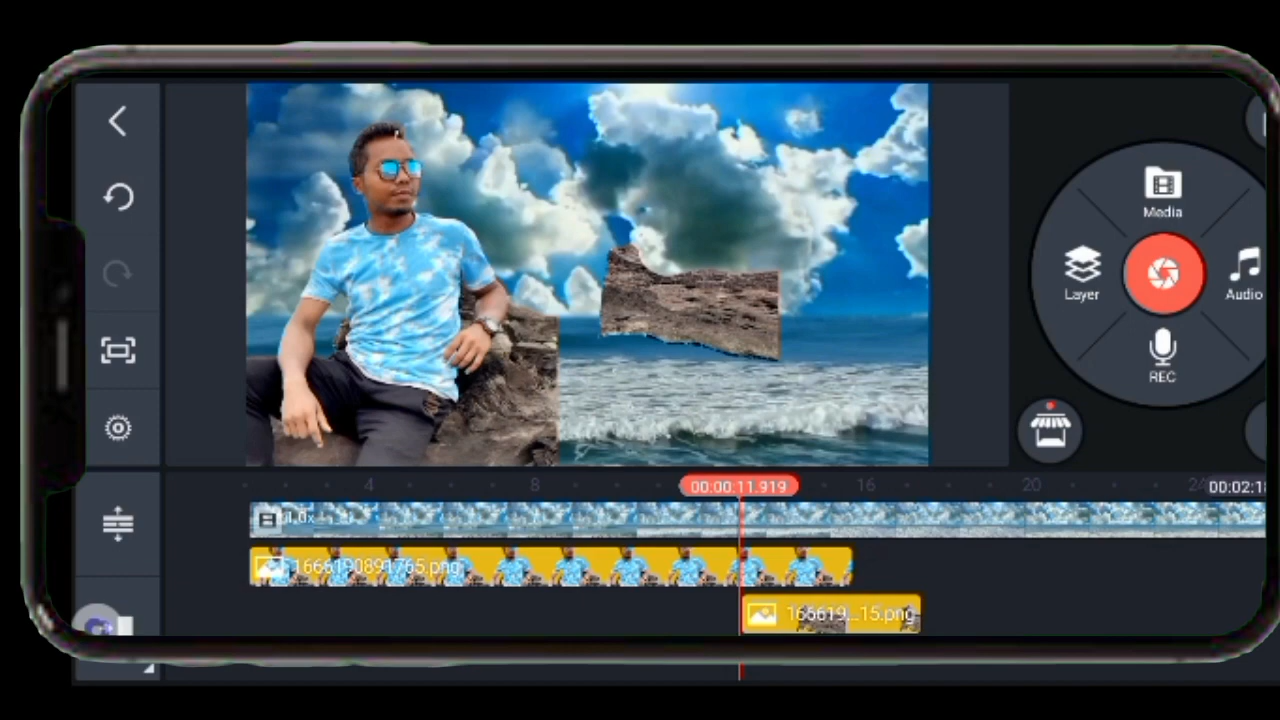 Media
Layer
Audio
REC
4
8
00:00:11.919
16
20
24
00:02:1
1.0x
1666190891765.png
166619...15.png